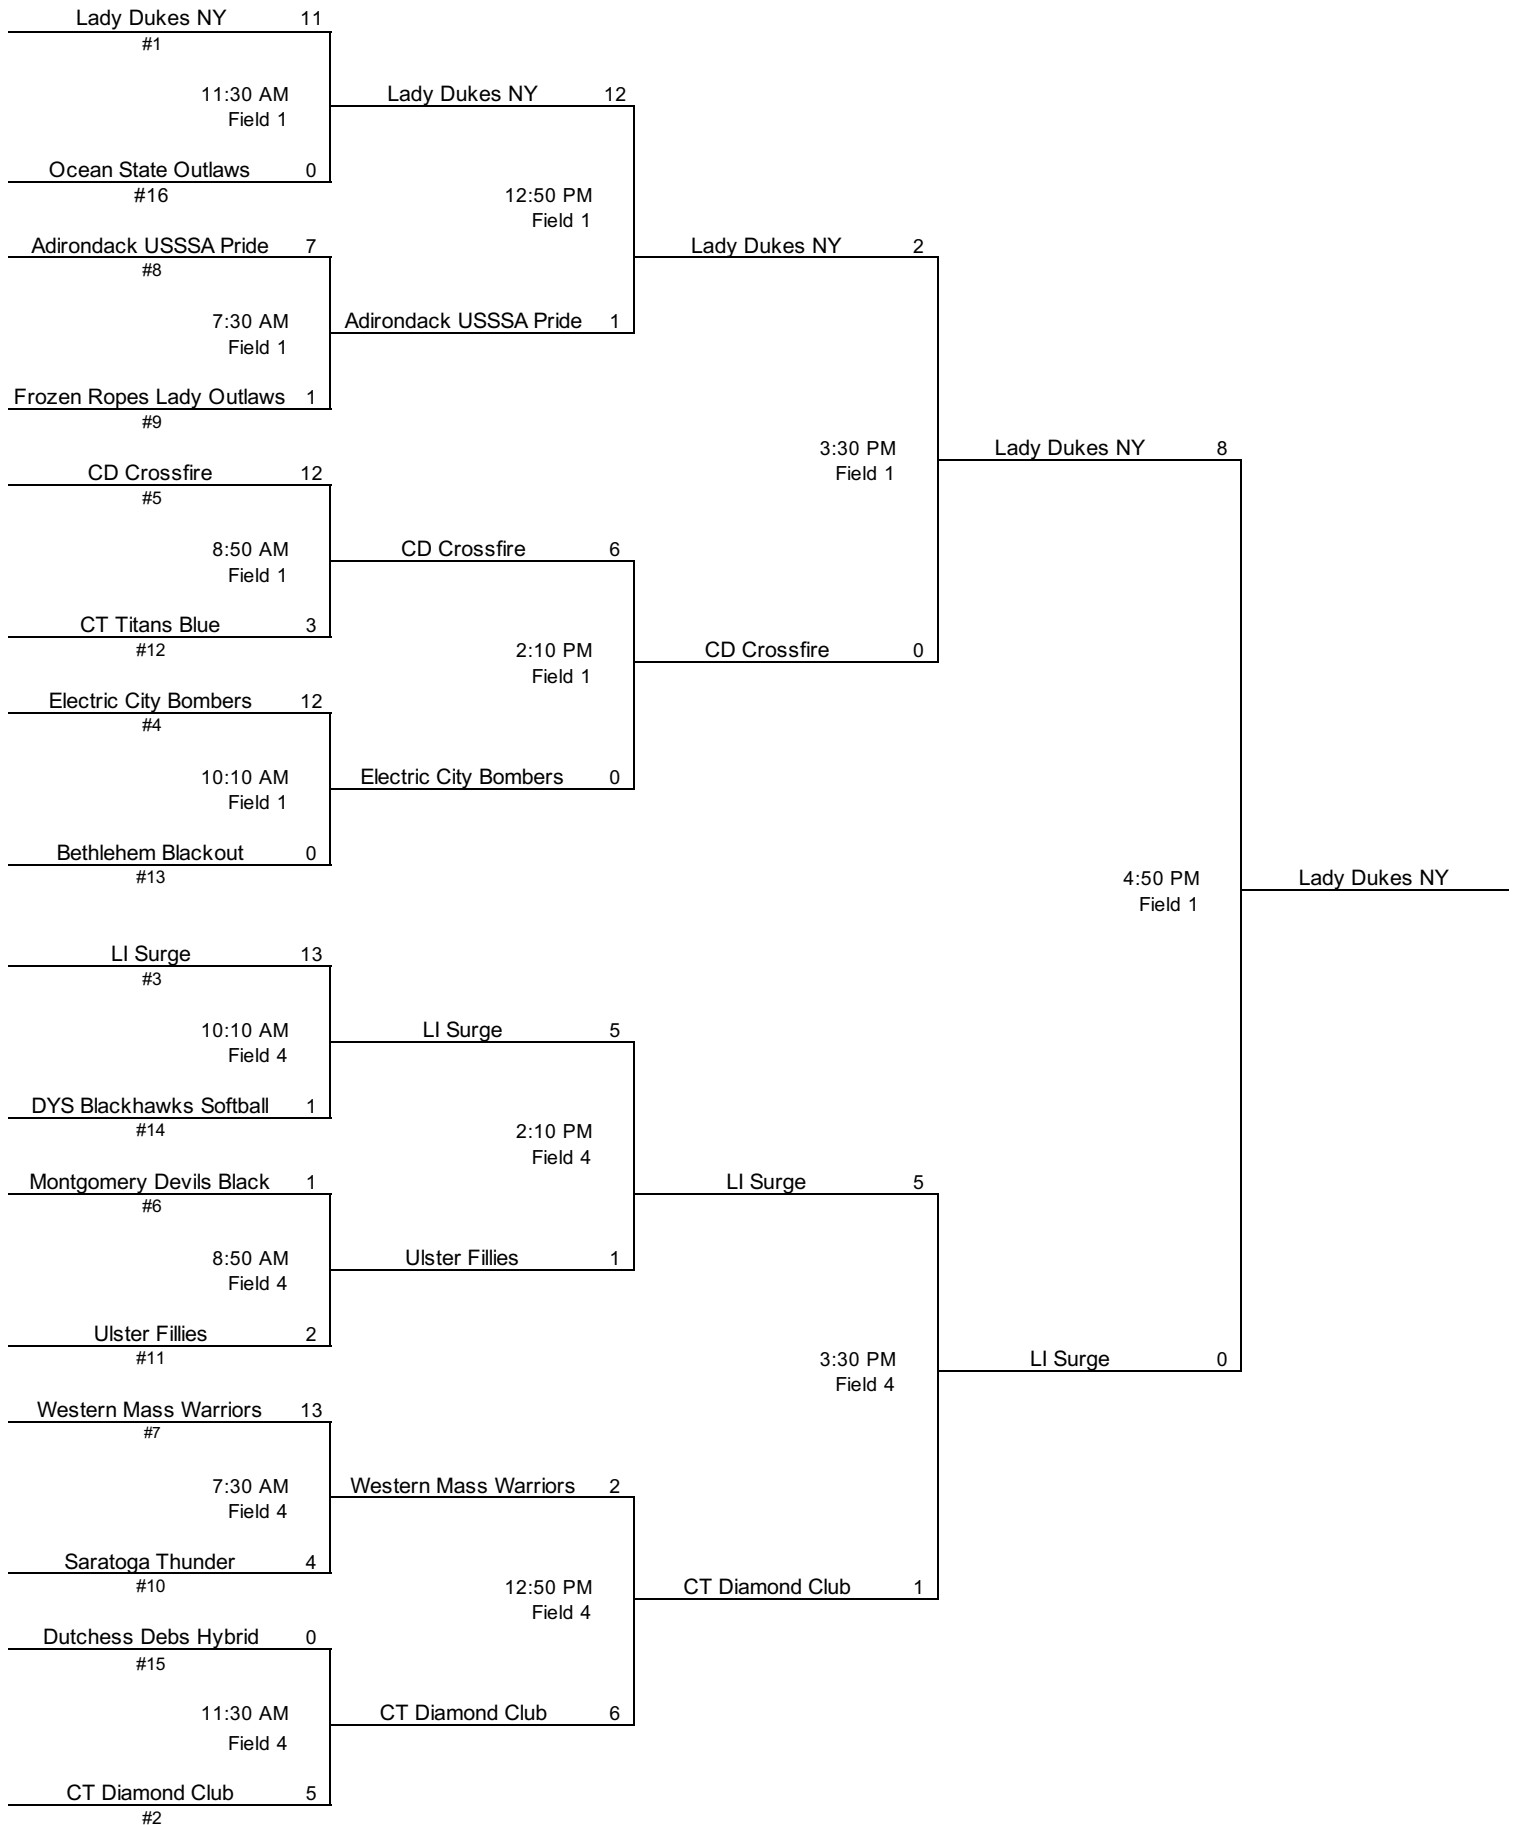 Lady Dukes NY 11
#1
11:30 AM
Field 1
Ocean State Outlaws 0
#16
Adirondack USSSA Pride 7
#8
7:30 AM
Field 1
Frozen Ropes Lady Outlaws 1
#9
CD Crossfire 12
#5
8:50 AM
Field 1
CT Titans Blue 3
#12
Electric City Bombers 12
#4
10:10 AM
Field 1
Bethlehem Blackout 0
#13
LI Surge 13
#3
10:10 AM
Field 4
DYS Blackhawks Softball 1
#14
Montgomery Devils Black 1
#6
8:50 AM
Field 4
Ulster Fillies 2
#11
Western Mass Warriors 13
#7
7:30 AM
Field 4
Saratoga Thunder 4
#10
Dutchess Debs Hybrid 0
#15
11:30 AM
Field 4
CT Diamond Club 5
#2
Lady Dukes NY 12
12:50 PM
Field 1
Adirondack USSSA Pride 1
CD Crossfire 6
2:10 PM
Field 1
Electric City Bombers 0
LI Surge 5
2:10 PM
Field 4
Ulster Fillies 1
Western Mass Warriors 2
12:50 PM
Field 4
CT Diamond Club 6
Lady Dukes NY 2
3:30 PM
Field 1
CD Crossfire 0
LI Surge 5
3:30 PM
Field 4
CT Diamond Club 1
Lady Dukes NY 8
4:50 PM
Field 1
LI Surge 0
Lady Dukes NY